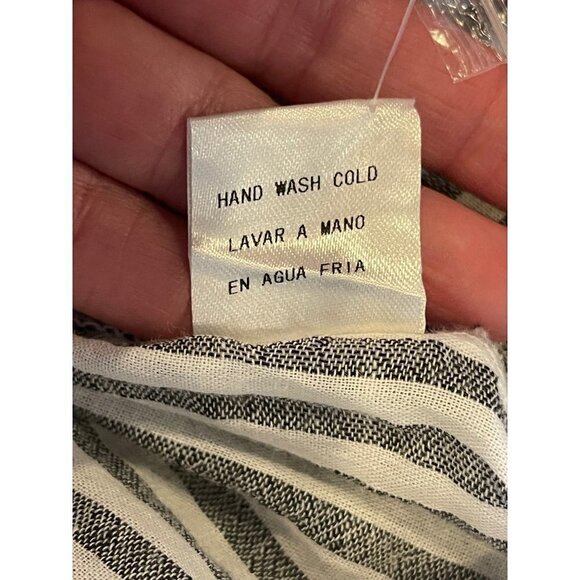 HAND WASH COLD
LAVAR A MANO
EN AGUA FRIA